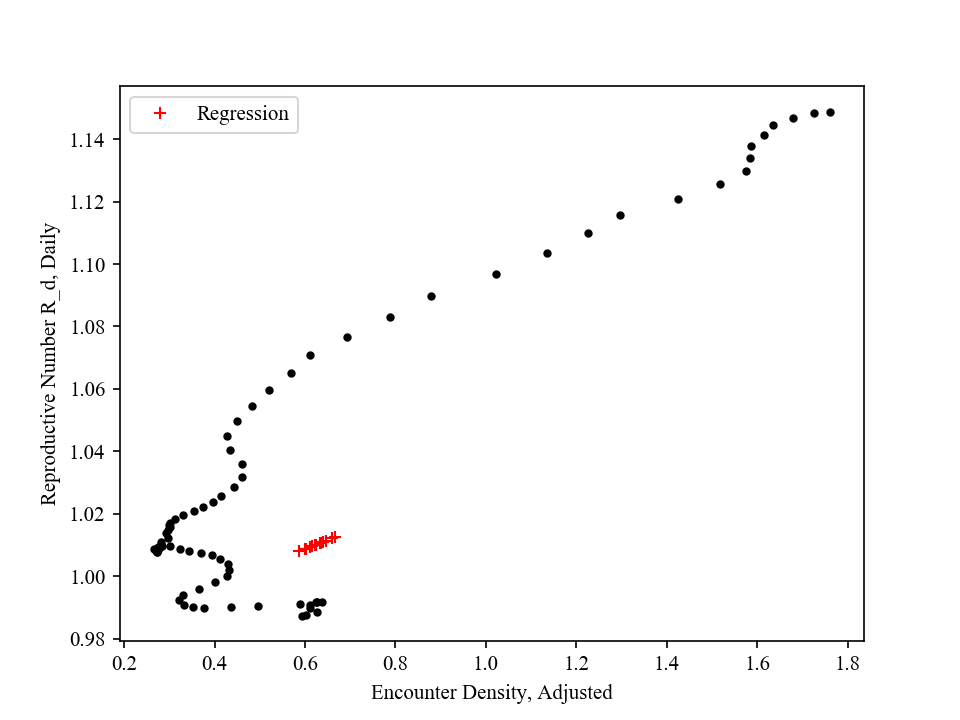 Regression
Reproductive Number R_d, Daily
1.14
1.12
1.10
1.08
1.06
1.04
1.02
1.00
0.98
0.2 0.4 0.6 0.8 1.0 1.2 1.4 1.6 1.8
Encounter Density, Adjusted